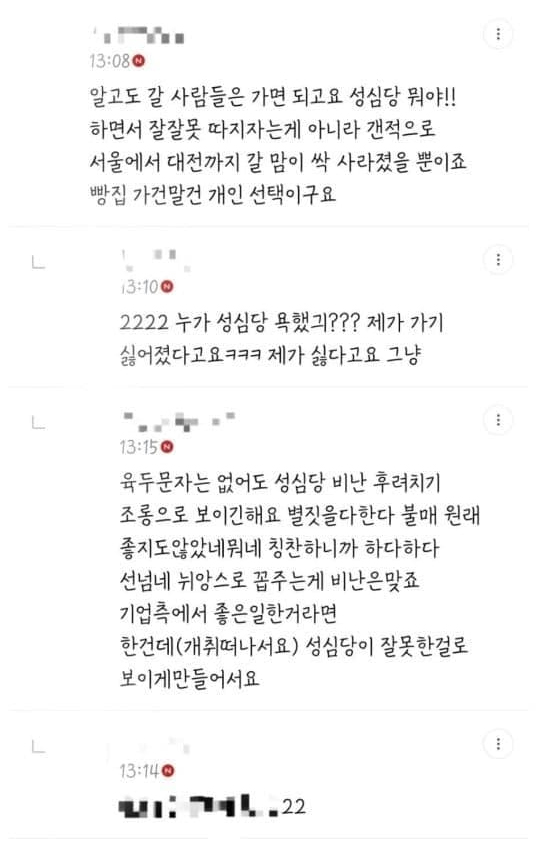 13:08 N
알고도 갈 사람들은 가면 되고요 성심당 뭐야!!
하면서 잘잘못 따지자는게 아니라 갠적으로
서울에서 대전까지 갈 맘이 싹 사라졌을 뿐이죠
빵집 가건말건 개인 선택이구요
13:10 N
2222 누가 성심당 욕했긔??? 제가 가기
싫어졌다고요ㅋㅋㅋ 제가 싫다고요 그냥
13:15 N
육두문자는 없어도 성심당 비난 후려치기
조롱으로 보이긴해요 별짓을다한다 불매 원래
좋지도않았네뭐네 칭찬하니까 하다하다
선넘네 뉘앙스로 꼽주는게 비난은맞죠
기업측에서 좋은일한거라면
한건데(개취떠나서요) 성심당이 잘못한걸로
보이게만들어서요
13:14 N
22